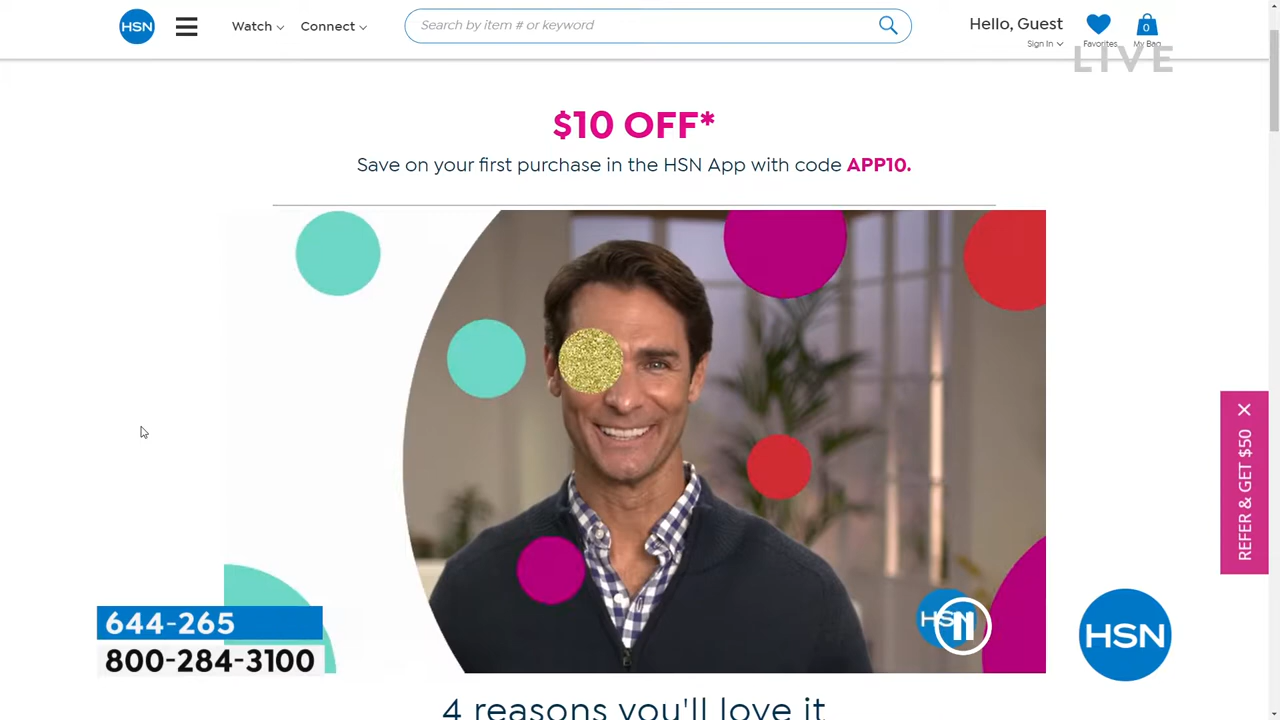 HSN
Watch
Connect
Search by item # or keyword
Hello, Guest
Sign In
Favorites
0
My Bag
LIVE
$10 OFF*
Save on your first purchase in the HSN App with code APP10.
REFER & GET $50
HSN
644-265
800-284-3100
HSN
4 reasons you'll love it